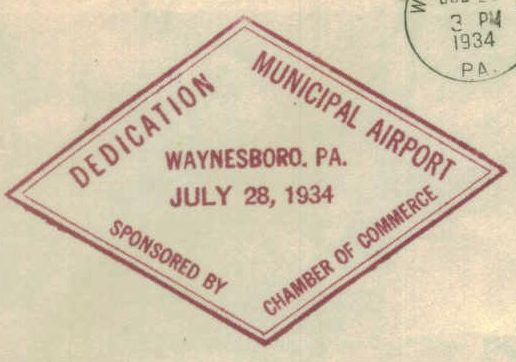 3 PM
1934
PA.
DEDICATION
MUNICIPAL AIRPORT
WAYNESBORO. PA.
JULY 28, 1934
SPONSORED BY
CHAMBER OF COMMERCE